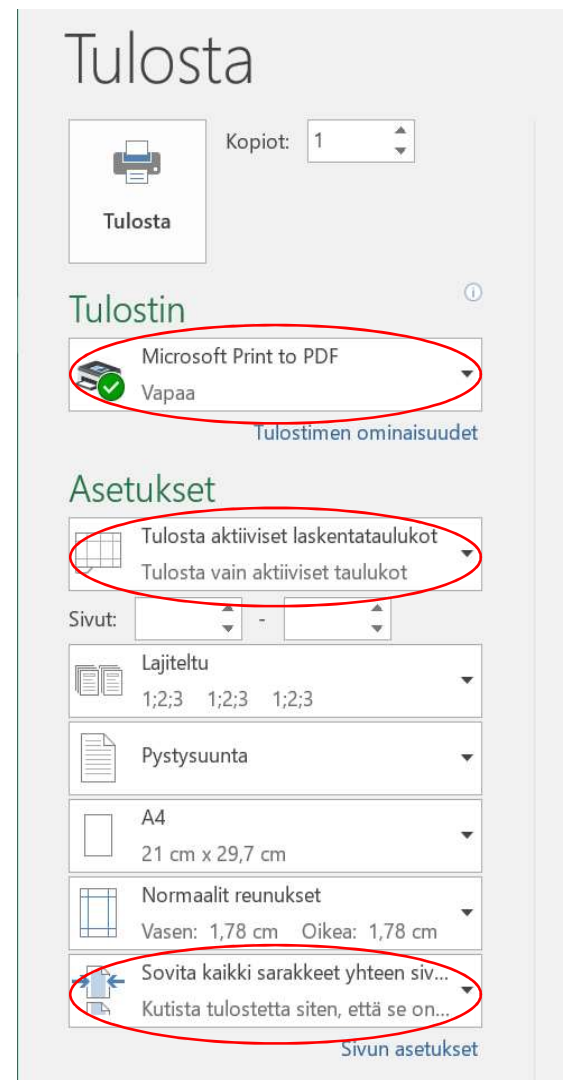 Tulosta
Kopiot: 1
Tulosta
Tulostin
Microsoft Print to PDF
Vapaa
Tulostimen ominaisuudet
Asetukset
Tulosta aktiiviset laskentataulukot
Tulosta vain aktiiviset taulukot
Sivut: -
Lajiteltu
1;2;3 1;2;3 1;2;3
Pystysuunta
A4
21 cm x 29,7 cm
Normaalit reunukset
Vasen: 1,78 cm Oikea: 1,78 cm
Sovita kaikki sarakkeet yhteen siv...
Kutista tulostetta siten, että se on...
Sivun asetukset